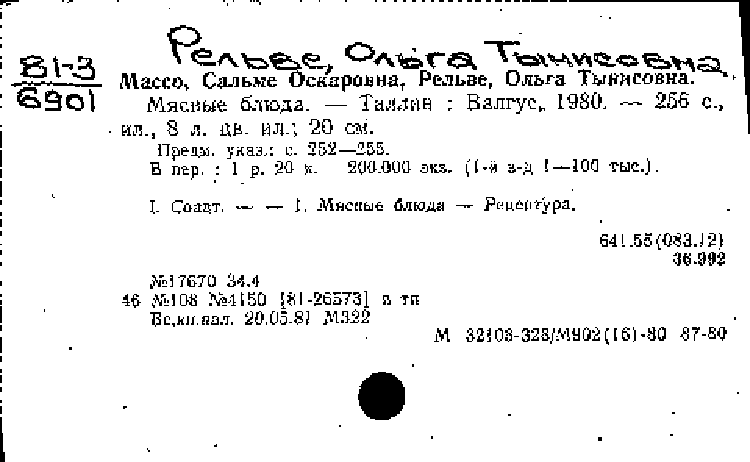 Рельве, Ольга Тынисовна
81-3
6901
Массо, Сальме Оскаровна, Рельве, Ольга Тынисовна.
Мясные блюда. — Таллин : Валгус, 1980. — 256 с.,
ил., 8 л. цв. ил.; 20 см.
Предм. указ.: с. 252—255.
В пер. : 1 р. 20 к. 200.000 экз. (1-й з-д 1—100 тыс.).
I. Соавт. — — 1. Мясные блюда — Рецептура.
641.55(083.12)
36.992
№17670 34.4
46 №108 №4150 [81-26573] в тп
Вс.кн.пал. 20.05.81 М322
М 32103-328/М902(16)-80 87-80